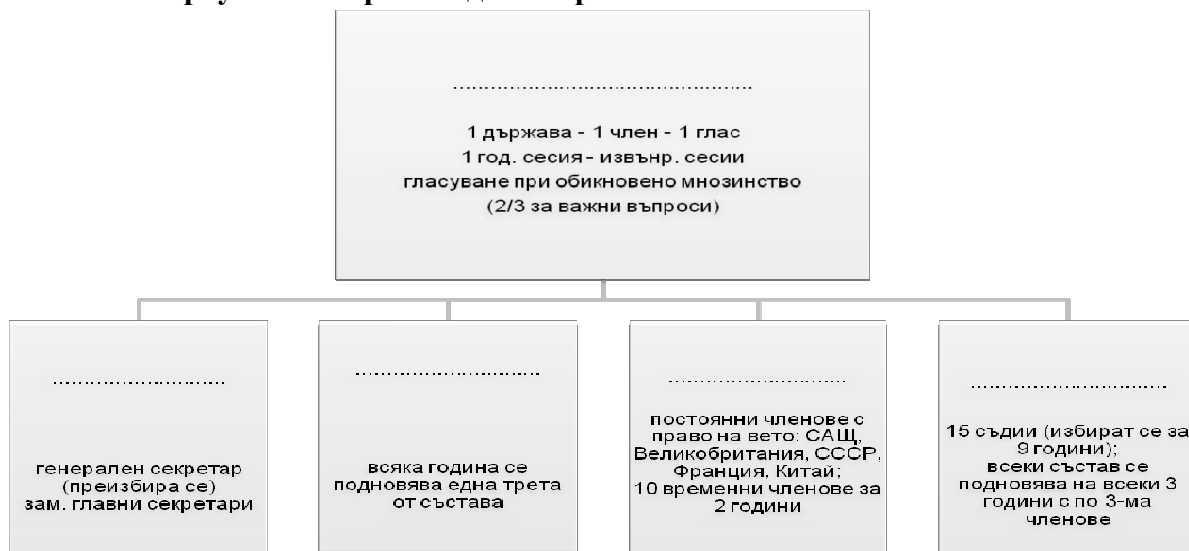 ................................................
1 държава - 1 член - 1 глас
1 год. сесия - извънр. сесии
гласуване при обикновено мнозинство
(2/3 за важни въпроси)
............................
генерален секретар
(преизбира се)
зам. главни секретари
..............................
всяка година се
подновява една трета
от състава
.............................
постоянни членове с
право на вето: САЩ,
Великобритания, СССР,
Франция, Китай;
10 временни членове за
2 години
................................
15 съдии (избират се за
9 години);
всеки състав се
подновява на всеки 3
години с по 3-ма
членове